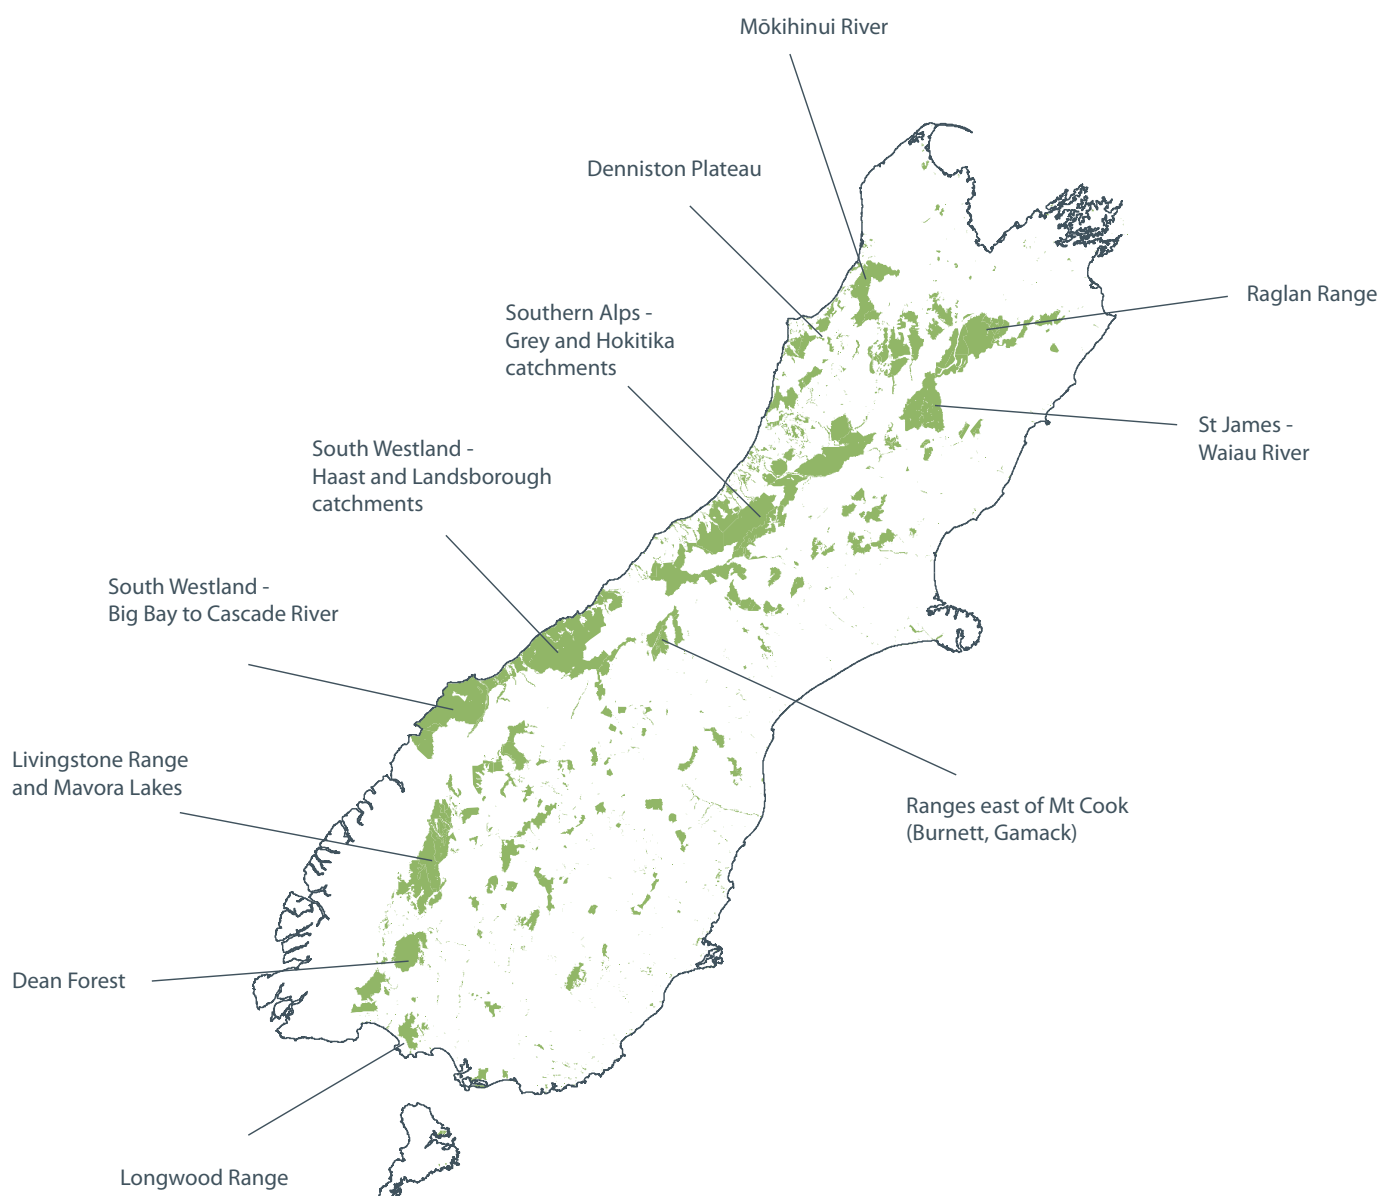 Mōkihinui River
Denniston Plateau
Raglan Range
Southern Alps -
Grey and Hokitika
catchments
St James -
Waiau River
South Westland -
Haast and Landsborough
catchments
South Westland -
Big Bay to Cascade River
Livingstone Range
and Mavora Lakes
Ranges east of Mt Cook
(Burnett, Gamack)
Dean Forest
Longwood Range